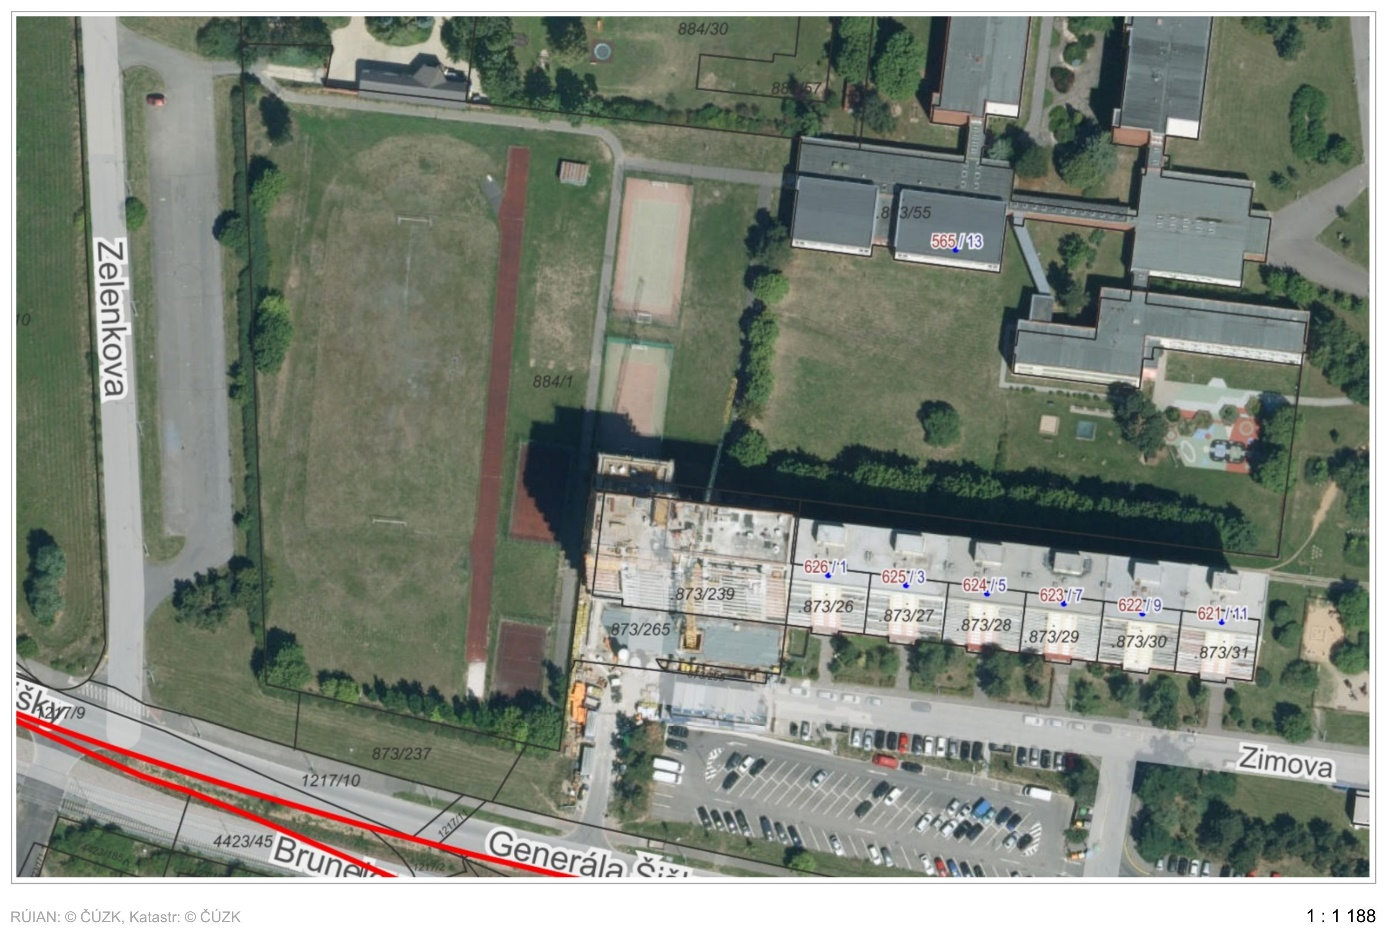 884/30
884/57
Zelenkova
.873/55
565 / 13
884/1
626 / 1
625 / 3
624 / 5
623 / 7
622 / 9
621 / 11
.873/239
.873/26
.873/27
.873/28
.873/29
.873/30
.873/31
873/265
1217/9
873/237
1217/10
4423/45
Zimova
Generála
RÚIAN: © ČÚZK, Katastr: © ČÚZK
1 : 1 188